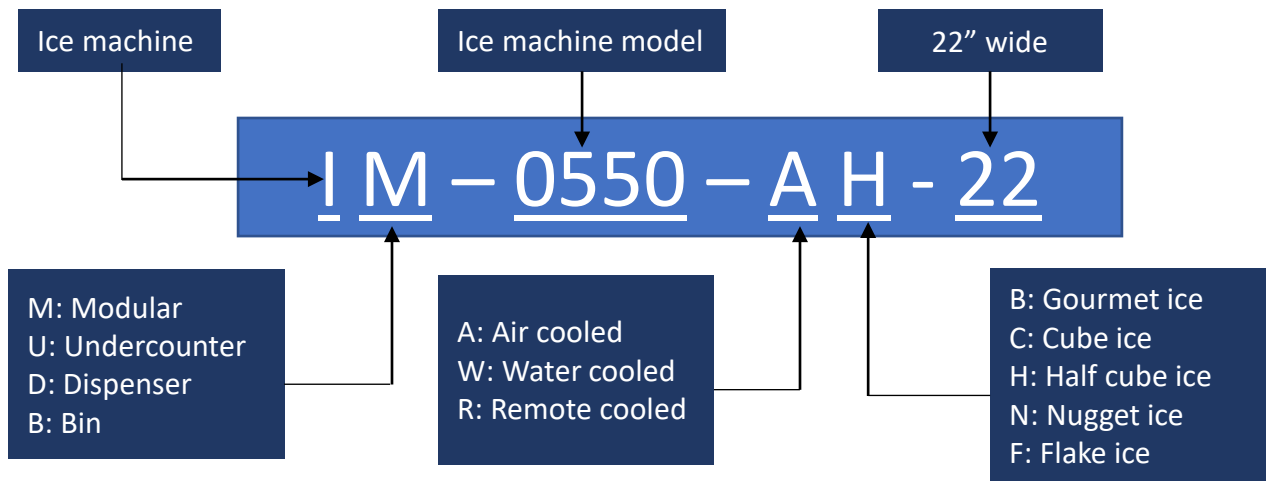 Ice machine
Ice machine model
22” wide
I M – 0550 – A H - 22
M: Modular
U: Undercounter
D: Dispenser
B: Bin
A: Air cooled
W: Water cooled
R: Remote cooled
B: Gourmet ice
C: Cube ice
H: Half cube ice
N: Nugget ice
F: Flake ice